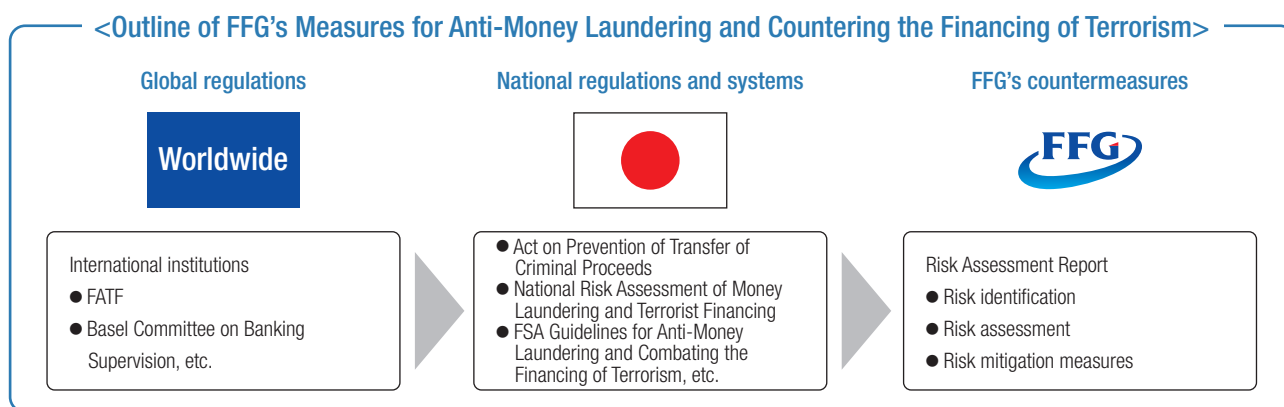 <Outline of FFG's Measures for Anti-Money Laundering and Countering the Financing of Terrorism>
Global regulations
Worldwide
International institutions
● FATF
● Basel Committee on Banking
Supervision, etc.
National regulations and systems
● Act on Prevention of Transfer of
Criminal Proceeds
● National Risk Assessment of Money
Laundering and Terrorist Financing
● FSA Guidelines for Anti-Money
Laundering and Combating the
Financing of Terrorism, etc.
FFG's countermeasures
FFG
Risk Assessment Report
● Risk identification
● Risk assessment
● Risk mitigation measures